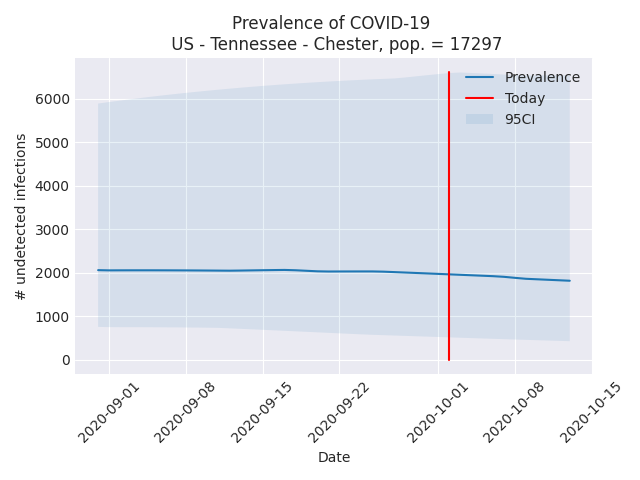 Prevalence of COVID-19
US - Tennessee - Chester, pop. = 17297
Prevalence
Today
95CI
# undetected infections
6000
5000
4000
3000
2000
1000
0
2020-09-01
2020-09-08
2020-09-15
2020-09-22
2020-10-01
2020-10-08
2020-10-15
Date